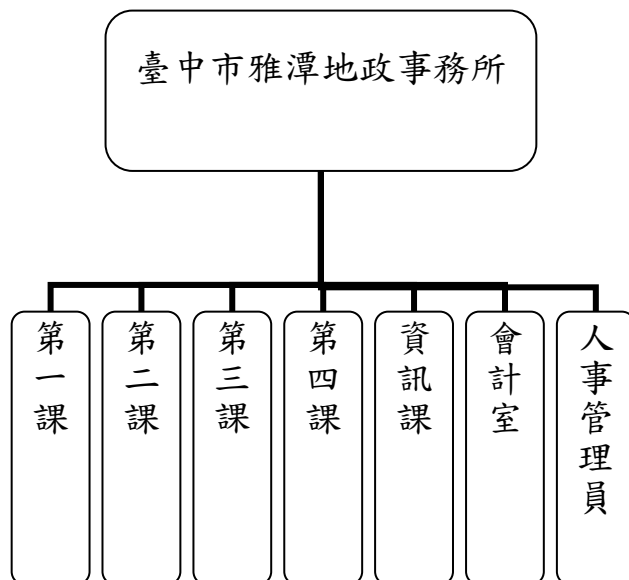 臺中市雅潭地政事務所
第一課
第二課
第三課
第四課
資訊課
會計室
人事管理員